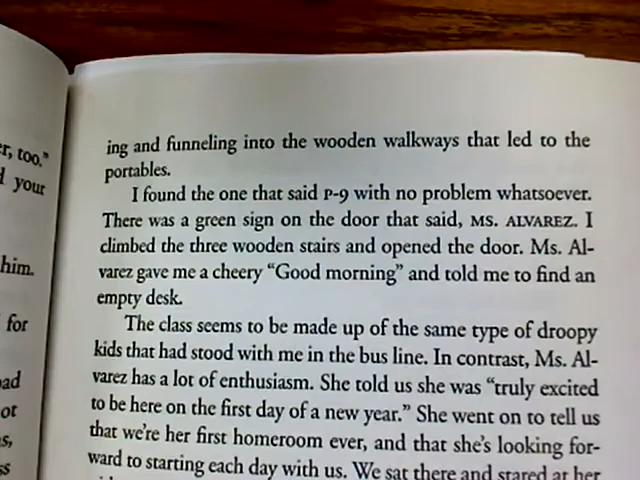 er, too."
your
him.
for
ot
ing and funneling into the wooden walkways that led to the
portables.
I found the one that said P-9 with no problem whatsoever.
There was a green sign on the door that said, MS. ALVAREZ. I
climbed the three wooden stairs and opened the door. Ms. Al-
varez gave me a cheery “Good morning” and told me to find an
empty desk.
The class seems to be made up of the same type of droopy
kids that had stood with me in the bus line. In contrast, Ms. Al-
varez has a lot of enthusiasm. She told us she was “truly excited
to be here on the first day of a new year.” She went on to tell us
that we’re her first homeroom ever, and that she’s looking for-
ward to starting each day with us. We sat there and stared at her